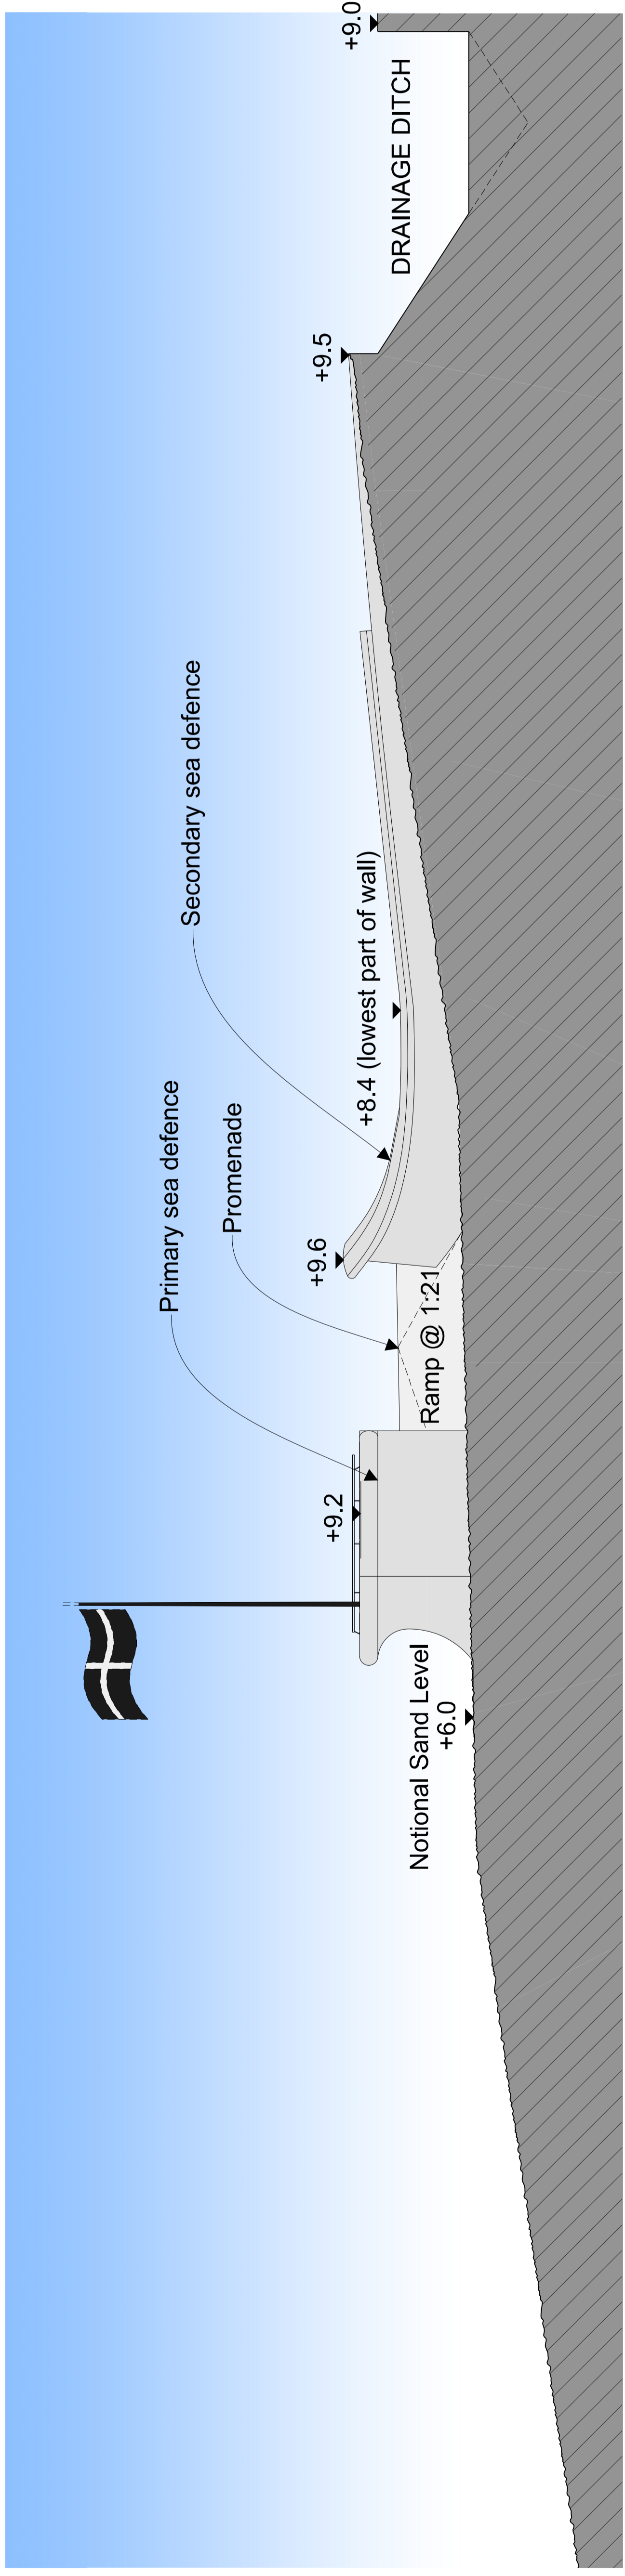 Primary sea defence
Secondary sea defence
Promenade
+9.0
+9.5
+9.6
+9.2
+8.4 (lowest part of wall)
DRAINAGE DITCH
Ramp @ 1:21
Notional Sand Level
+6.0